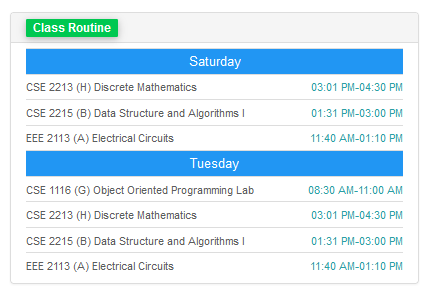 Class Routine
Saturday
CSE 2213 (H) Discrete Mathematics 03:01 PM-04:30 PM
CSE 2215 (B) Data Structure and Algorithms I 01:31 PM-03:00 PM
EEE 2113 (A) Electrical Circuits 11:40 AM-01:10 PM
Tuesday
CSE 1116 (G) Object Oriented Programming Lab 08:30 AM-11:00 AM
CSE 2213 (H) Discrete Mathematics 03:01 PM-04:30 PM
CSE 2215 (B) Data Structure and Algorithms I 01:31 PM-03:00 PM
EEE 2113 (A) Electrical Circuits 11:40 AM-01:10 PM